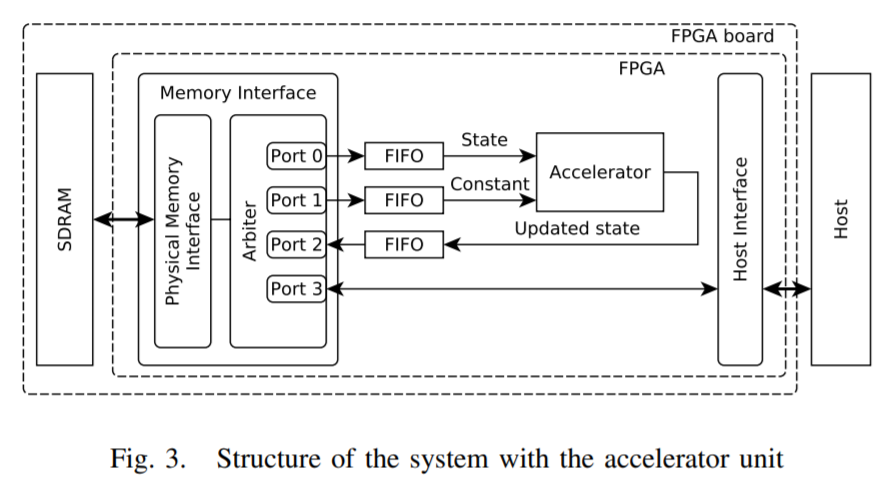 FPGA board
FPGA
Memory Interface
SDRAM
Physical Memory
Interface
Arbiter
Port 0
FIFO
State
Port 1
FIFO
Constant
Accelerator
Port 2
FIFO
Updated state
Port 3
Host Interface
Host
Fig. 3. Structure of the system with the accelerator unit